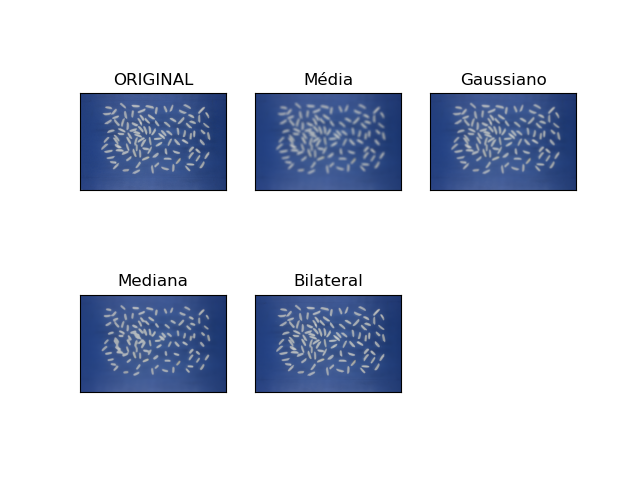 ORIGINAL
Média
Gaussiano
Mediana
Bilateral